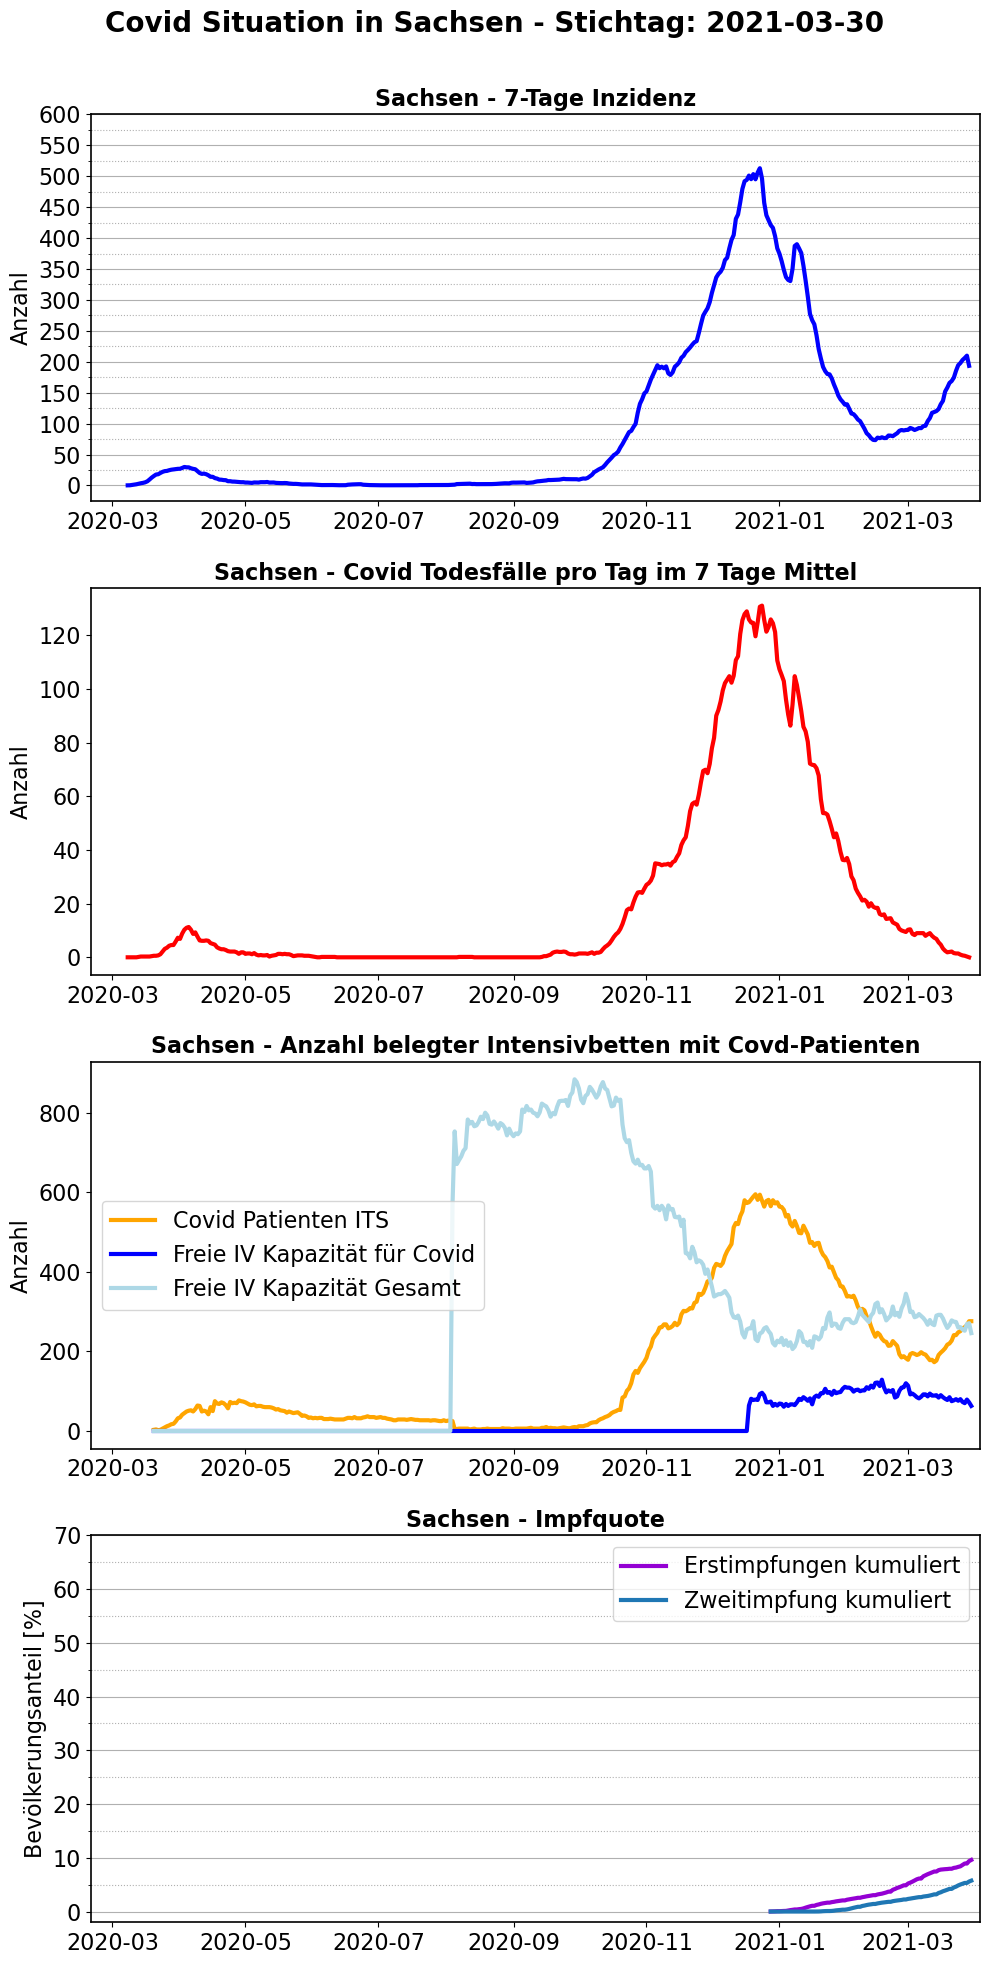 Covid Situation in Sachsen - Stichtag: 2021-03-30
Sachsen - 7-Tage Inzidenz
600
550
500
450
400
350
300
250
200
150
100
50
0
Anzahl
2020-03 2020-05 2020-07 2020-09 2020-11 2021-01 2021-03
Sachsen - Covid Todesfälle pro Tag im 7 Tage Mittel
120
100
80
60
40
20
0
Anzahl
2020-03 2020-05 2020-07 2020-09 2020-11 2021-01 2021-03
Sachsen - Anzahl belegter Intensivbetten mit Covd-Patienten
800
600
400
200
0
Anzahl
Covid Patienten ITS
Freie IV Kapazität für Covid
Freie IV Kapazität Gesamt
2020-03 2020-05 2020-07 2020-09 2020-11 2021-01 2021-03
Sachsen - Impfquote
70
60
50
40
30
20
10
0
Bevölkerungsanteil [%]
Erstimpfungen kumuliert
Zweitimpfung kumuliert
2020-03 2020-05 2020-07 2020-09 2020-11 2021-01 2021-03